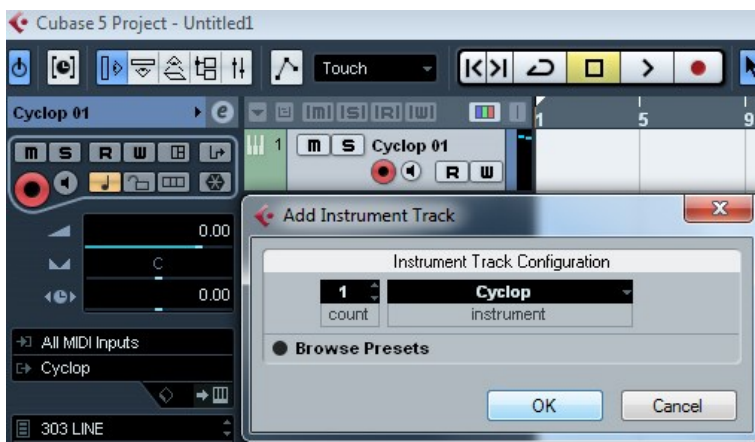 Cubase 5 Project - Untitled1
Touch
Cyclop 01
e
m S R W
1 m S Cyclop 01
R W
1 5 9
0.00
C
0.00
All MIDI Inputs
Cyclop
303 LINE
Add Instrument Track
Instrument Track Configuration
1 Cyclop
count instrument
Browse Presets
OK Cancel